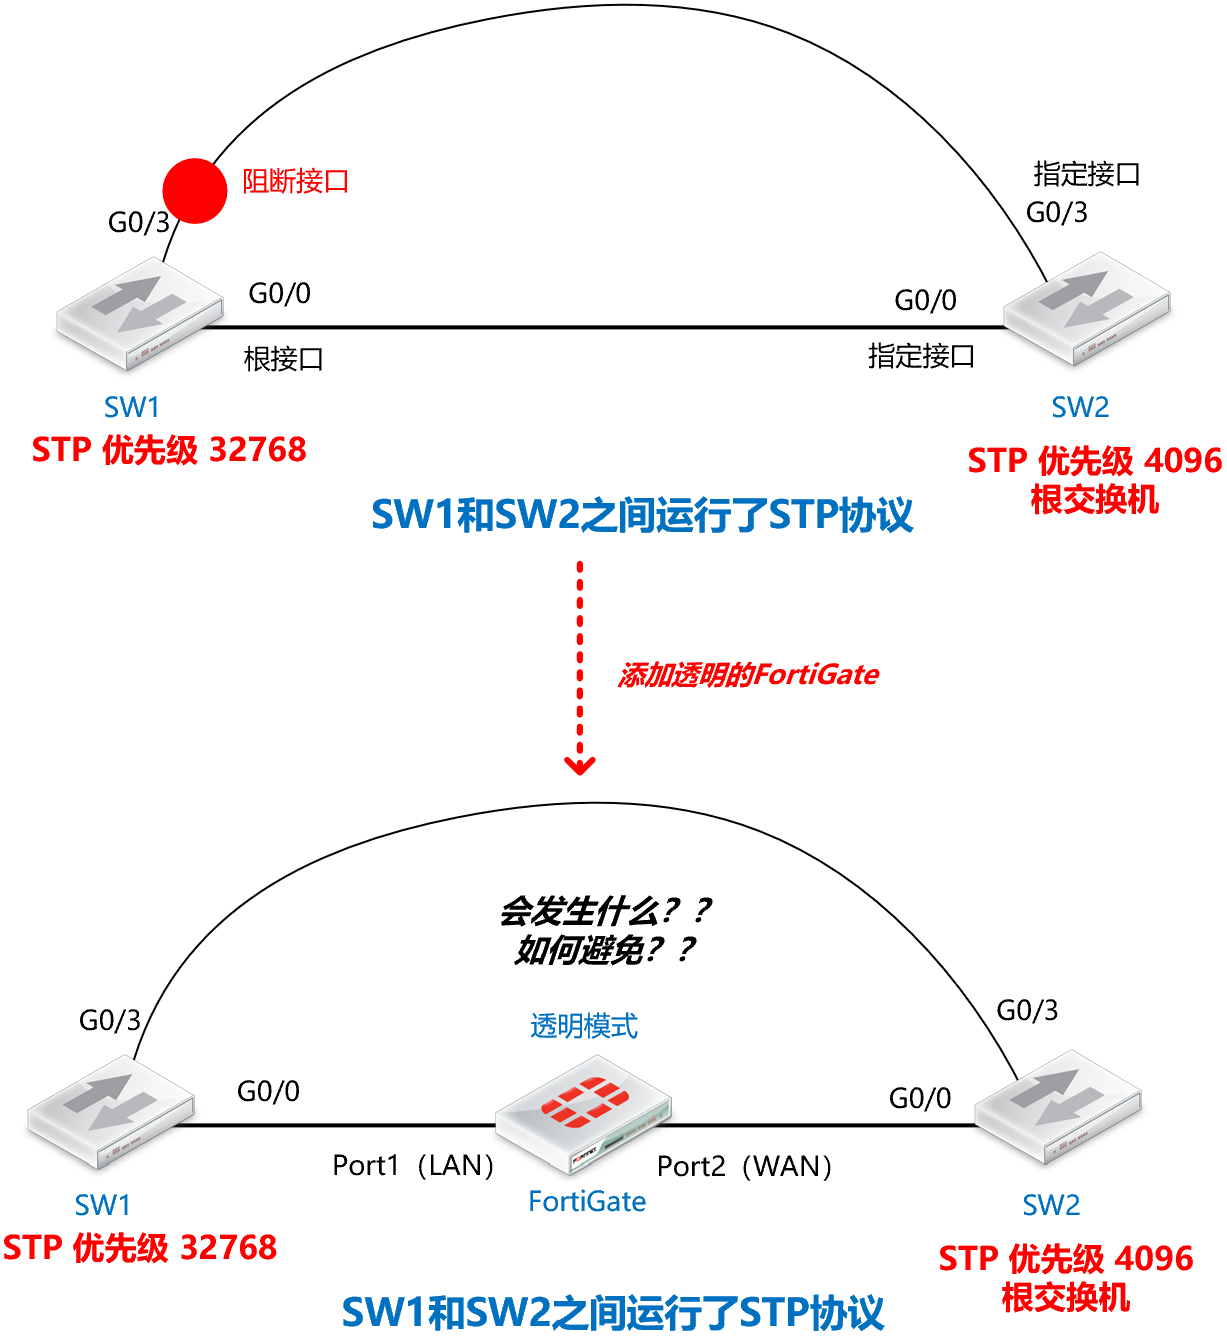 阻断接口
指定接口
G0/3
G0/3
G0/0
G0/0
根接口
指定接口
SW1
SW2
STP 优先级 32768
STP 优先级 4096
根交换机
SW1和SW2之间运行了STP协议
添加透明的FortiGate
会发生什么？？
如何避免？？
G0/3
透明模式
G0/3
G0/0
G0/0
Port1（LAN）
Port2（WAN）
FORTINET
FortiGate
SW1
SW2
STP 优先级 32768
STP 优先级 4096
根交换机
SW1和SW2之间运行了STP协议